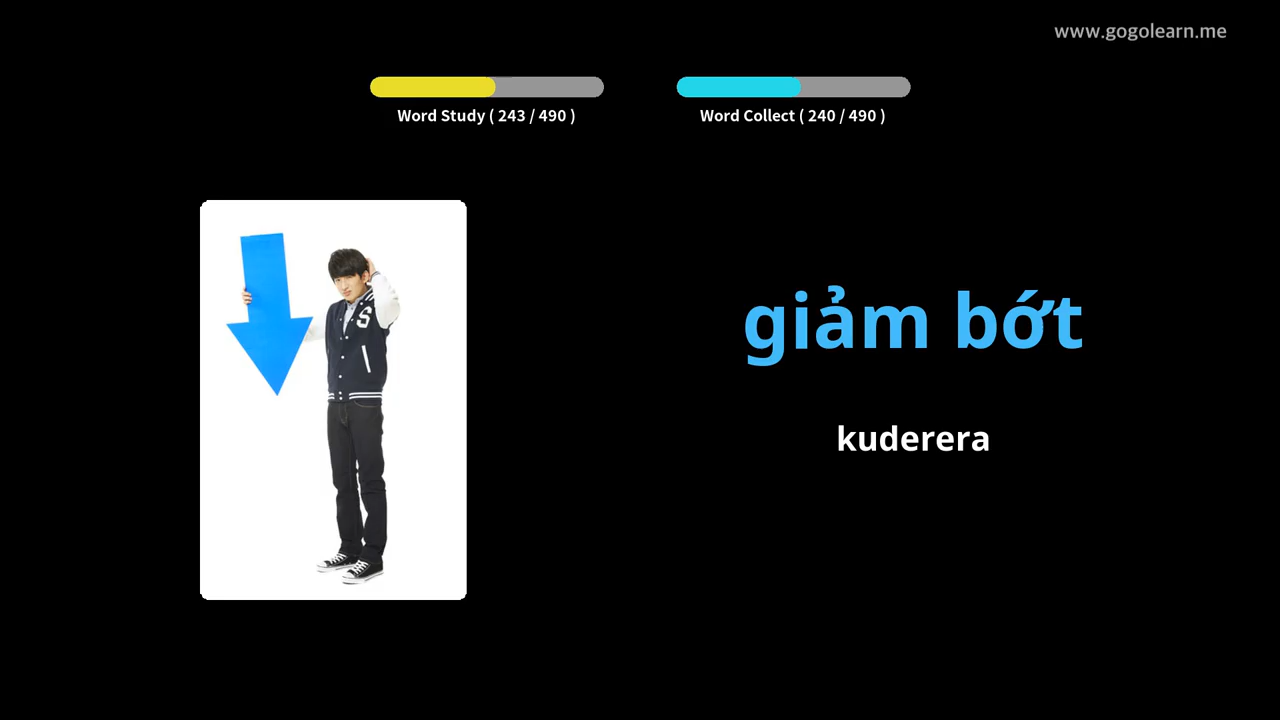 www.gogolearn.me
Word Study ( 243 / 490 )
Word Collect ( 240 / 490 )
S
giảm bớt
kuderera